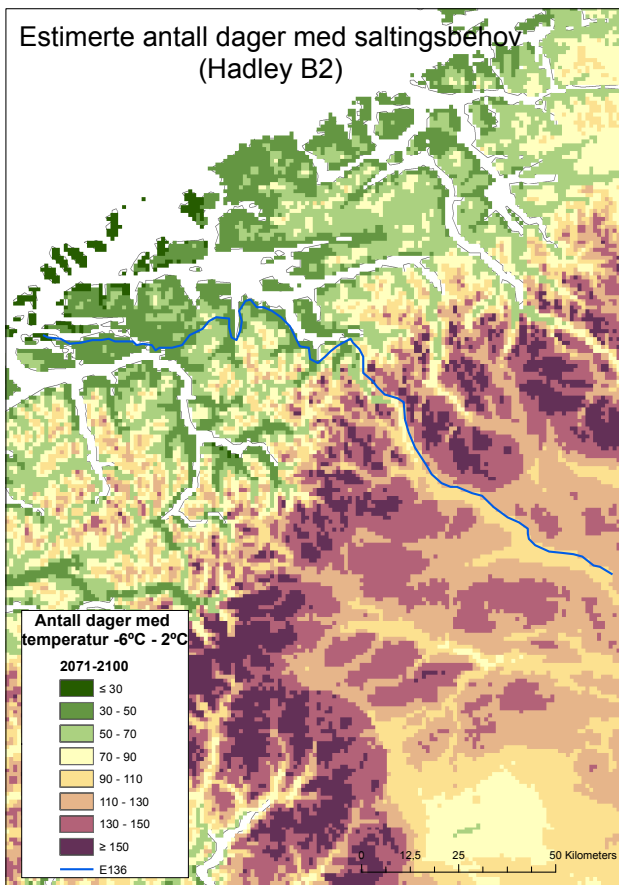 Estimerte antall dager med saltingsbehov
(Hadley B2)
Antall dager med
temperatur -6ºC - 2ºC
2071-2100
≤ 30
30 - 50
50 - 70
70 - 90
90 - 110
110 - 130
130 - 150
≥ 150
E136
0 12.5 25 50 Kilometers